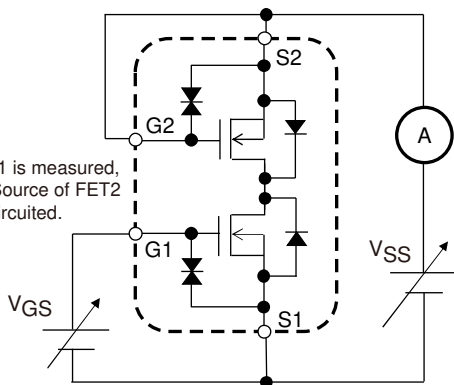 S2
G2
A
1 is measured,
Source of FET2
rcuited.
G1
VSS
VGS
S1